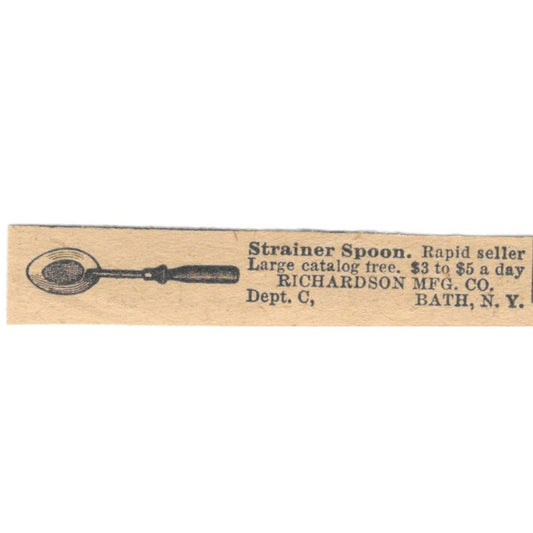 Strainer Spoon. Rapid seller
Large catalog free. $3 to $5 a day
RICHARDSON MFG. CO.
Dept. C, BATH, N. Y.